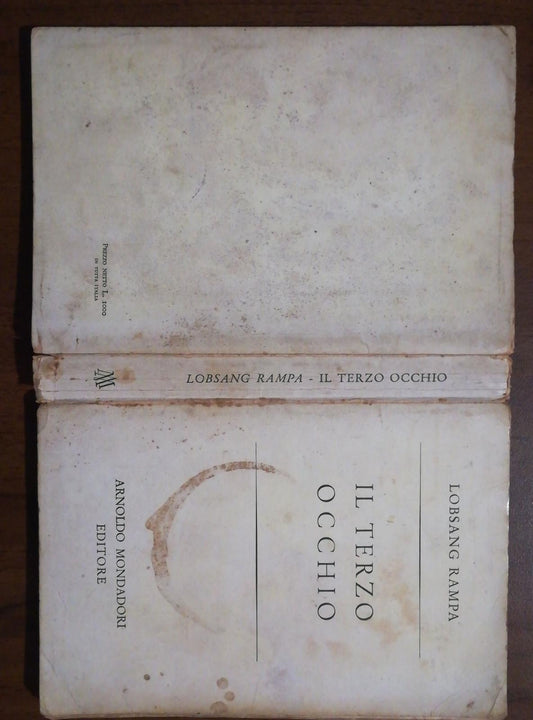 LOBSANG RAMPA
IL TERZO
OCCHIO
ARNOLDO MONDADORI
EDITORE
LOBSANG RAMPA - IL TERZO OCCHIO
AM
PREZZO NETTO L. 1000
IN TUTTA ITALIA